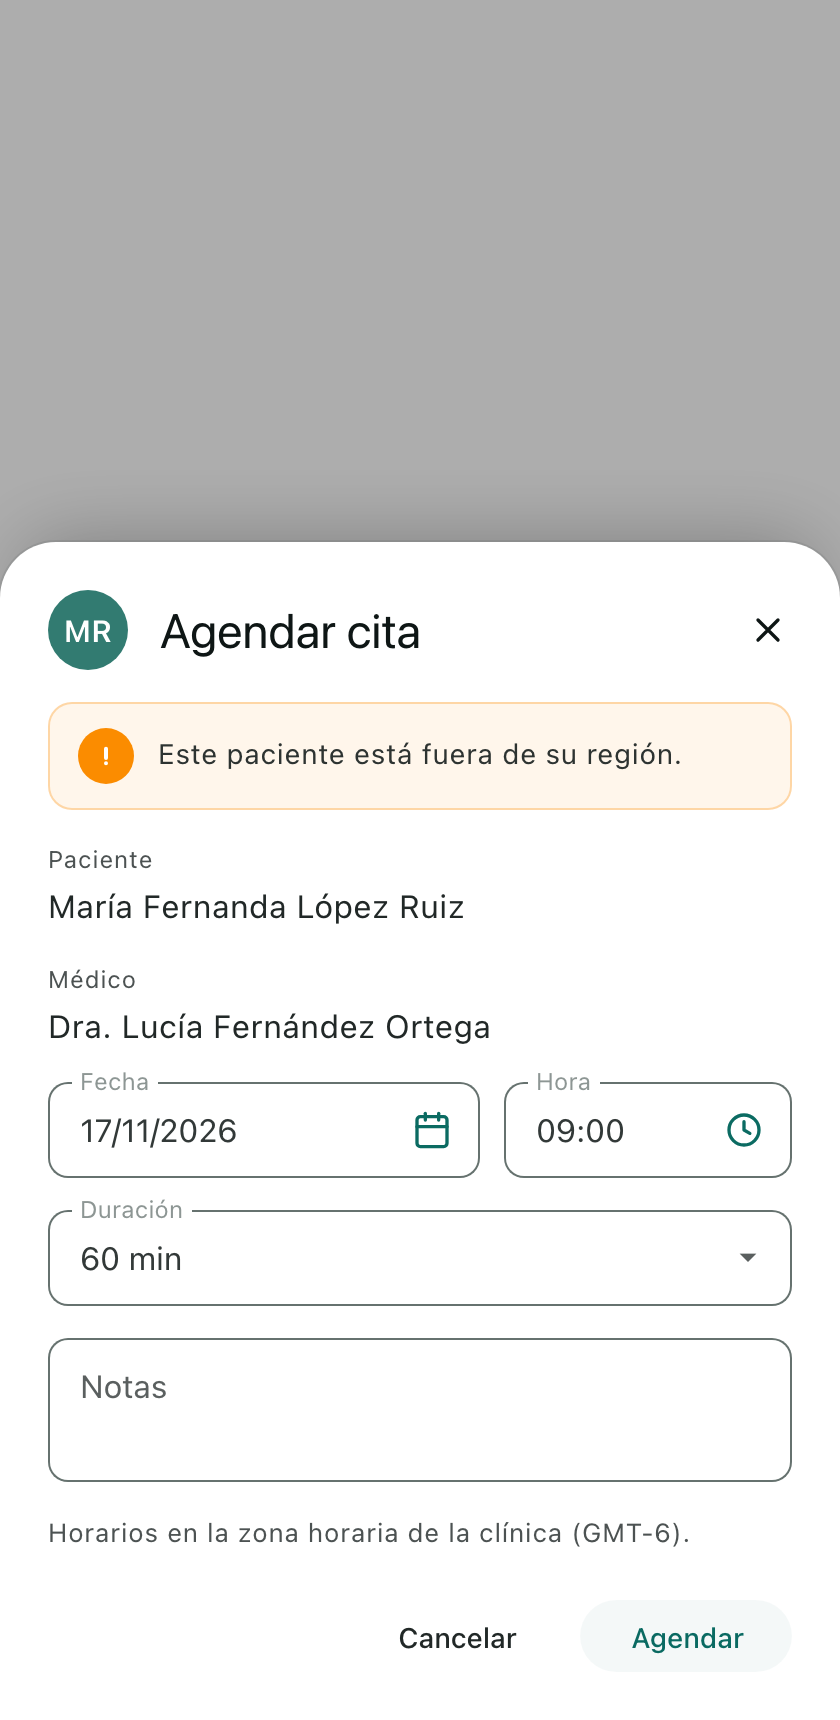 MR
Agendar cita
!
Este paciente está fuera de su región.
Paciente
María Fernanda López Ruiz
Médico
Dra. Lucía Fernández Ortega
Fecha
17/11/2026
Hora
09:00
Duración
60 min
Notas
Horarios en la zona horaria de la clínica (GMT-6).
Cancelar
Agendar